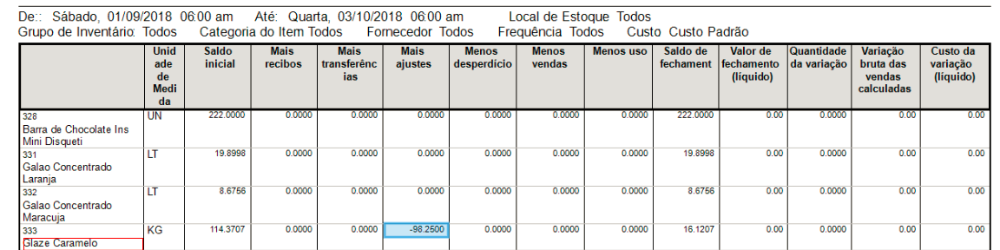 De:: Sábado, 01/09/2018 06:00 am Até: Quarta, 03/10/2018 06:00 am Local de Estoque Todos
Grupo de Inventário: Todos Categoria do Item Todos Fornecedor Todos Frequência Todos Custo Custo Padrão
Unid ade de Medi da Saldo inicial Mais recibos Mais transferênc ias Mais ajustes Menos desperdício Menos vendas Menos uso Saldo de fechament Valor de fechamento (líquido) Quantidade da variação Variação bruta das vendas calculadas Custo da variação (líquido)
328 UN 222.0000 0.0000 0.0000 0.0000 0.0000 0.0000 0.0000 222.0000 0.00 0.0000 0.00 0.00
Barra de Chocolate Ins
Mini Disqueti
331 LT 19.8998 0.0000 0.0000 0.0000 0.0000 0.0000 0.0000 19.8998 0.00 0.0000 0.00 0.00
Galao Concentrado
Laranja
332 LT 8.6756 0.0000 0.0000 0.0000 0.0000 0.0000 0.0000 8.6756 0.00 0.0000 0.00 0.00
Galao Concentrado
Maracuja
333 KG 114.3707 0.0000 0.0000 -98.2500 0.0000 0.0000 0.0000 16.1207 0.00 0.0000 0.00 0.00
Glaze Caramelo